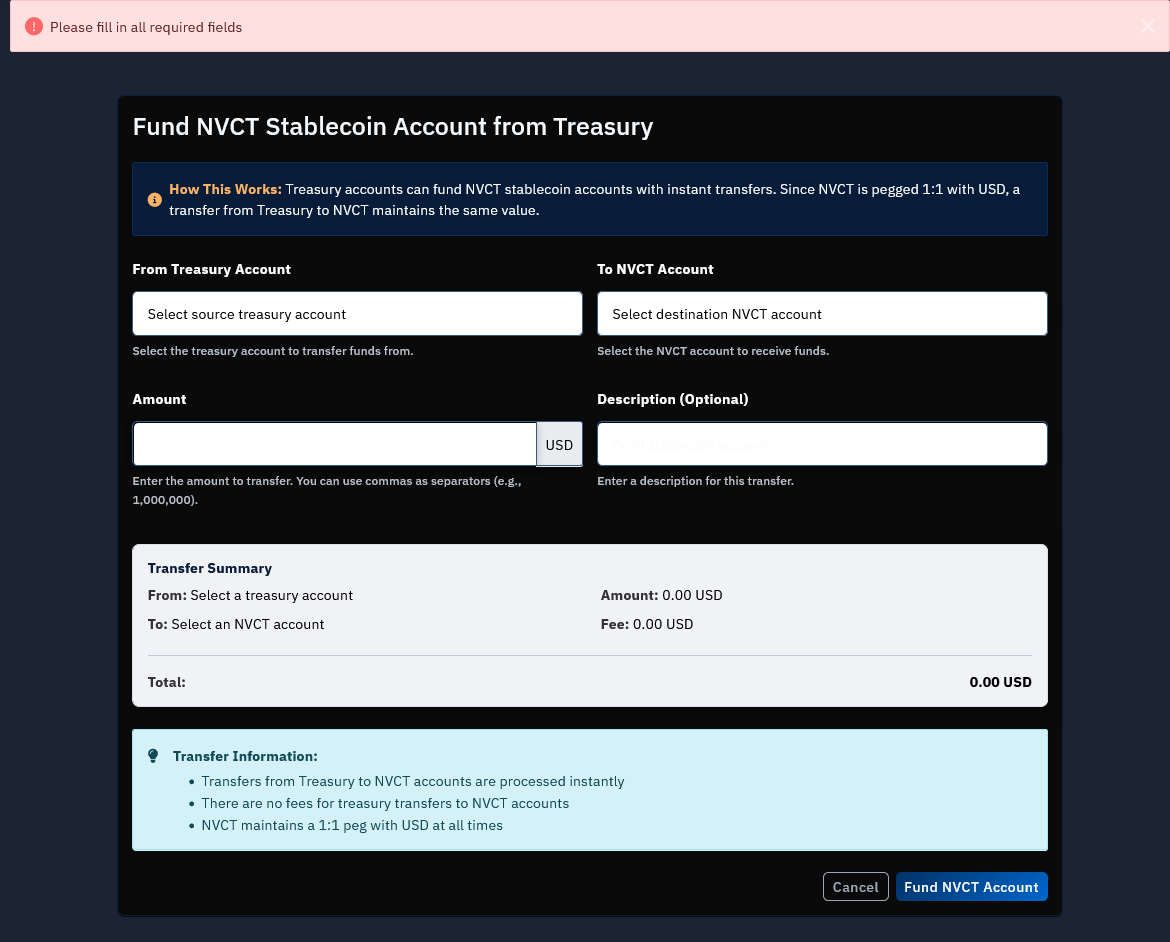 Please fill in all required fields
Fund NVCT Stablecoin Account from Treasury
How This Works: Treasury accounts can fund NVCT stablecoin accounts with instant transfers. Since NVCT is pegged 1:1 with USD, a
transfer from Treasury to NVCT maintains the same value.
From Treasury Account
To NVCT Account
Select source treasury account
Select destination NVCT account
Select the treasury account to transfer funds from.
Select the NVCT account to receive funds.
Amount
Description (Optional)
USD
Enter the amount to transfer. You can use commas as separators (e.g.,
1,000,000).
Enter a description for this transfer.
Transfer Summary
From: Select a treasury account
Amount: 0.00 USD
To: Select an NVCT account
Fee: 0.00 USD
Total:
0.00 USD
Transfer Information:
• Transfers from Treasury to NVCT accounts are processed instantly
• There are no fees for treasury transfers to NVCT accounts
• NVCT maintains a 1:1 peg with USD at all times
Cancel
Fund NVCT Account